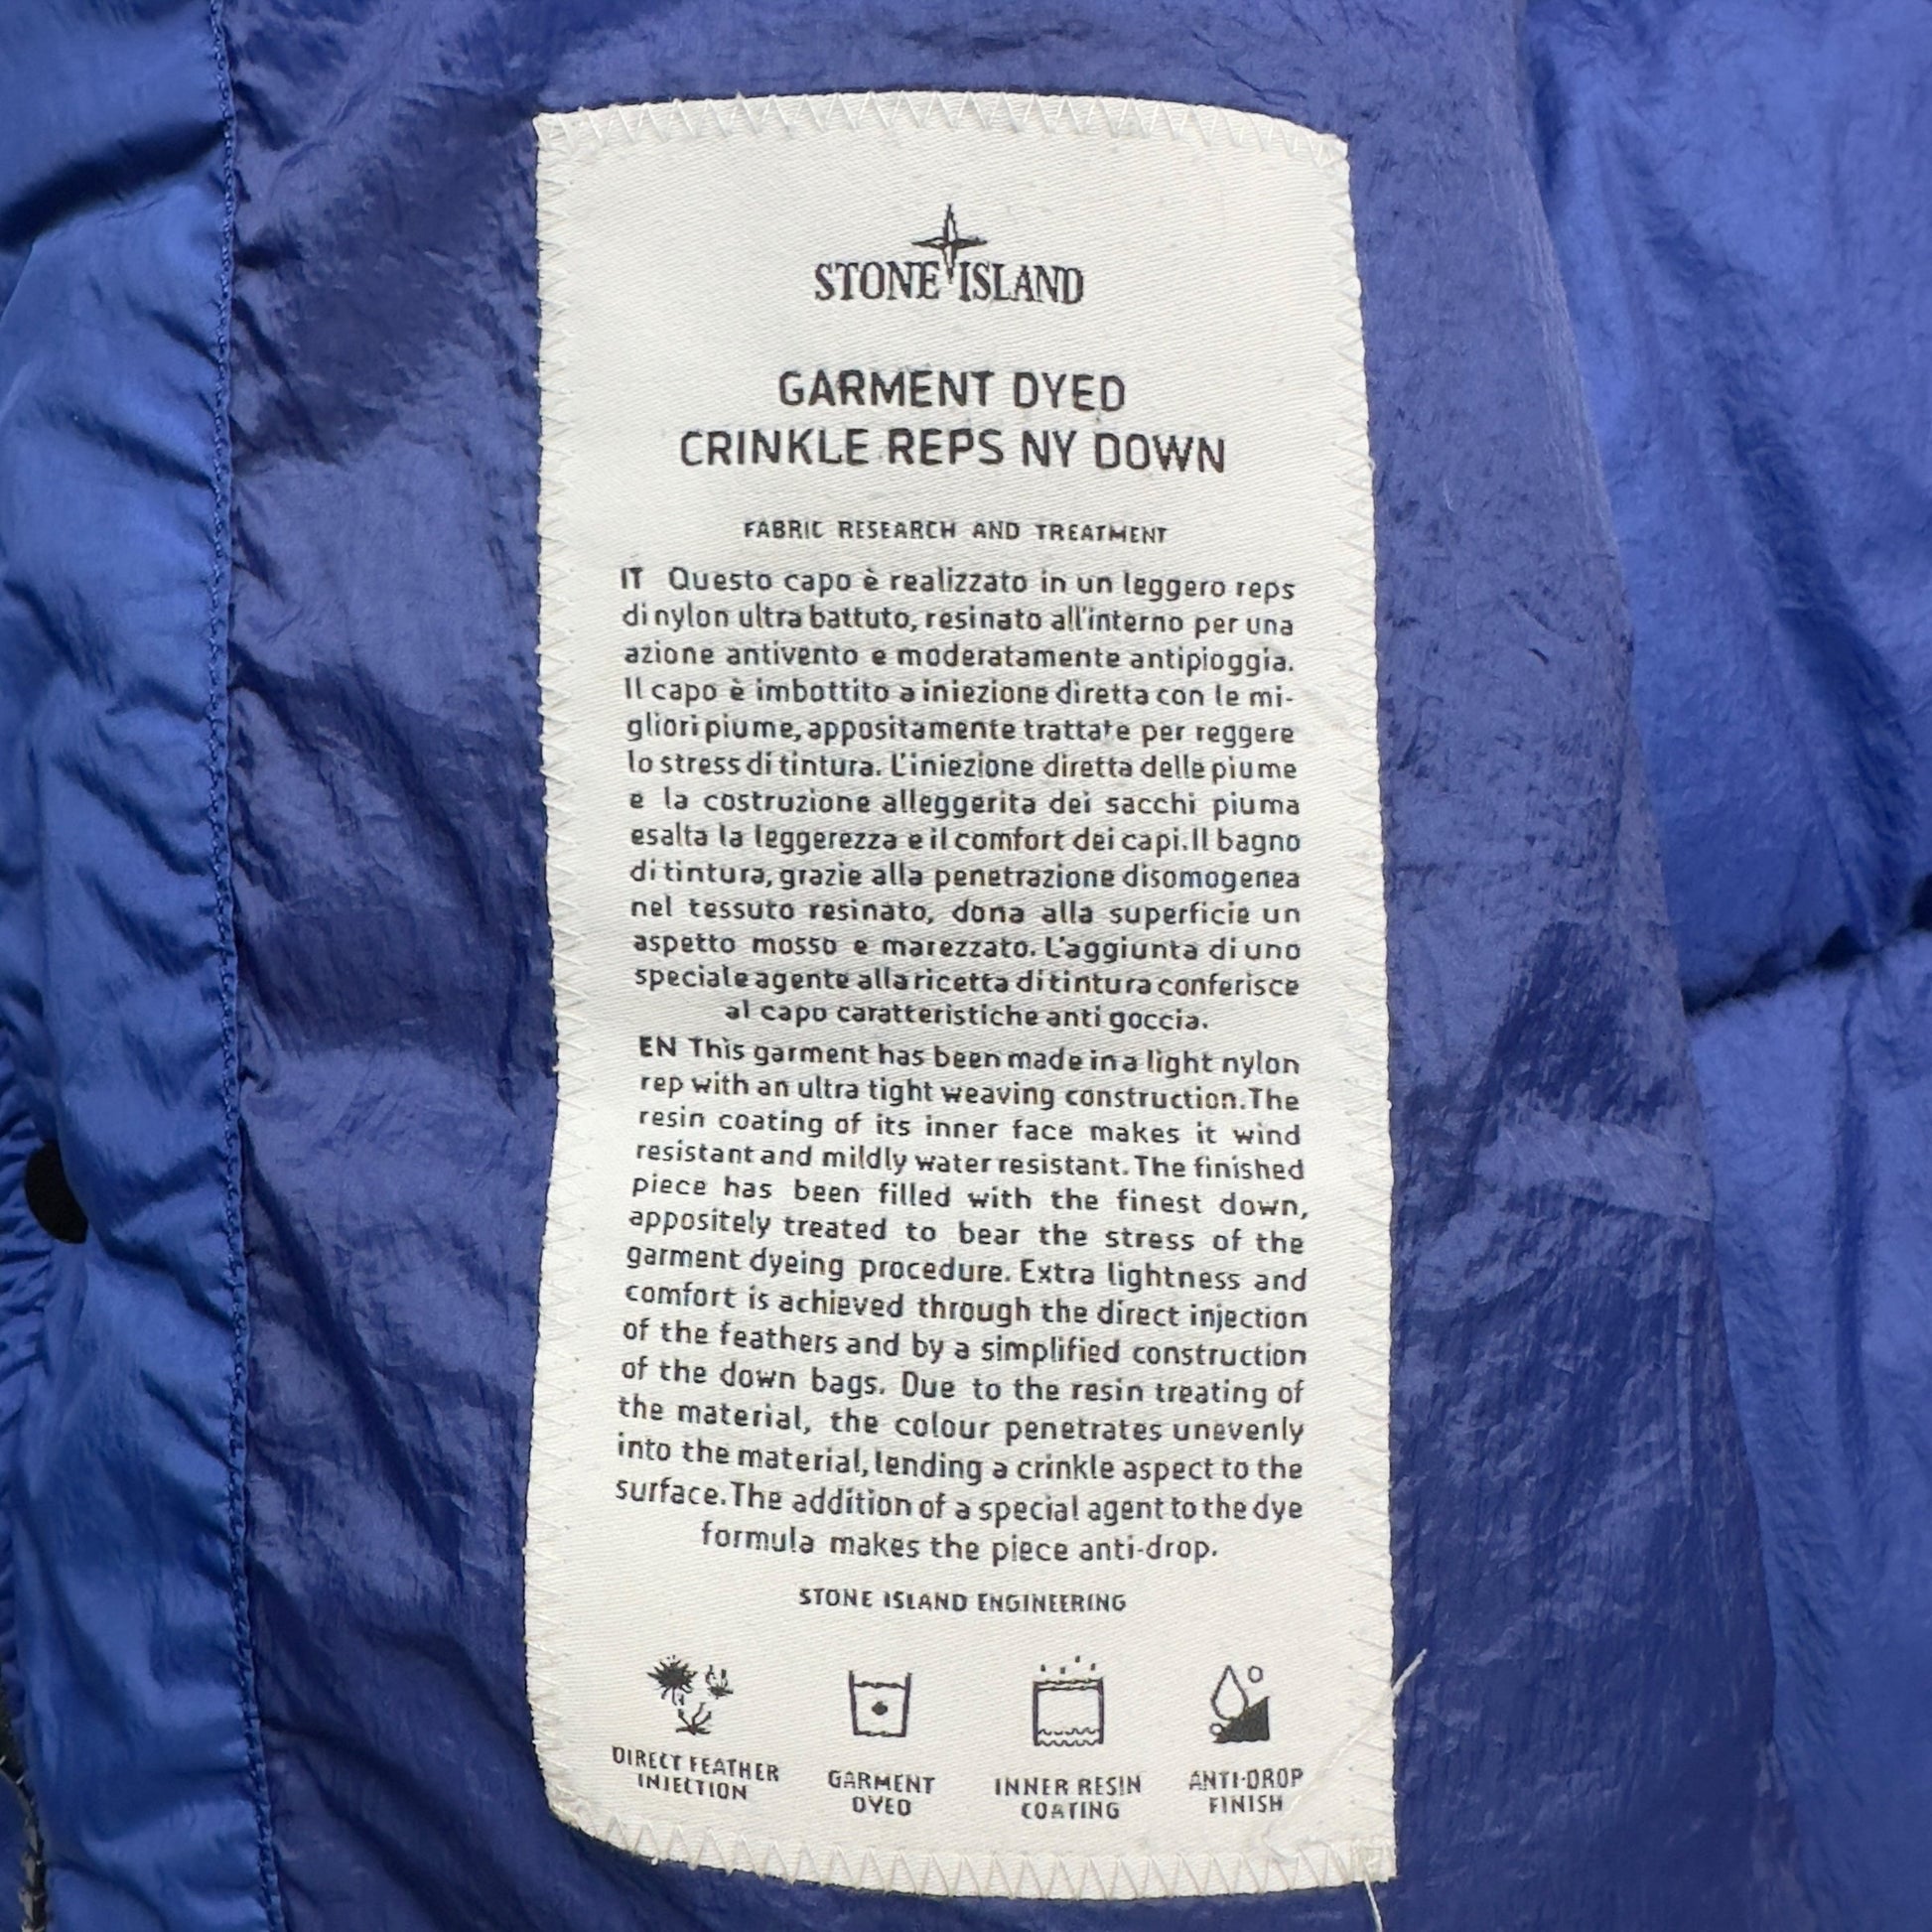 STONE ISLAND
GARMENT DYED
CRINKLE REPS NY DOWN
FABRIC RESEARCH AND TREATMENT
IT Questo capo è realizzato in un leggero reps
di nylon ultra battuto, resinato all'interno per una
azione antivento e moderatamente antipioggia.
Il capo è imbottito a iniezione diretta con le mi-
gliori piume, appositamente trattate per reggere
lo stress di tintura. L'iniezione diretta delle piume
e la costruzione alleggerita dei sacchi piuma
esalta la leggerezza e il comfort dei capi. Il bagno
di tintura, grazie alla penetrazione disomogenea
nel tessuto resinato, dona alla superficie un
aspetto mosso e marezzato. L'aggiunta di uno
speciale agente alla ricetta di tintura conferisce
al capo caratteristiche anti goccia.
EN This garment has been made in a light nylon
rep with an ultra tight weaving construction. The
resin coating of its inner face makes it wind
resistant and mildly water resistant. The finished
piece has been filled with the finest down,
appositely treated to bear the stress of the
garment dyeing procedure. Extra lightness and
comfort is achieved through the direct injection
of the feathers and by a simplified construction
of the down bags. Due to the resin treating of
the material, the colour penetrates unevenly
into the material, lending a crinkle aspect to the
surface. The addition of a special agent to the dye
formula makes the piece anti-drop.
STONE ISLAND ENGINEERING
DIRECT FEATHER
INJECTION
GARMENT
DYED
INNER RESIN
COATING
ANTI-DROP
FINISH